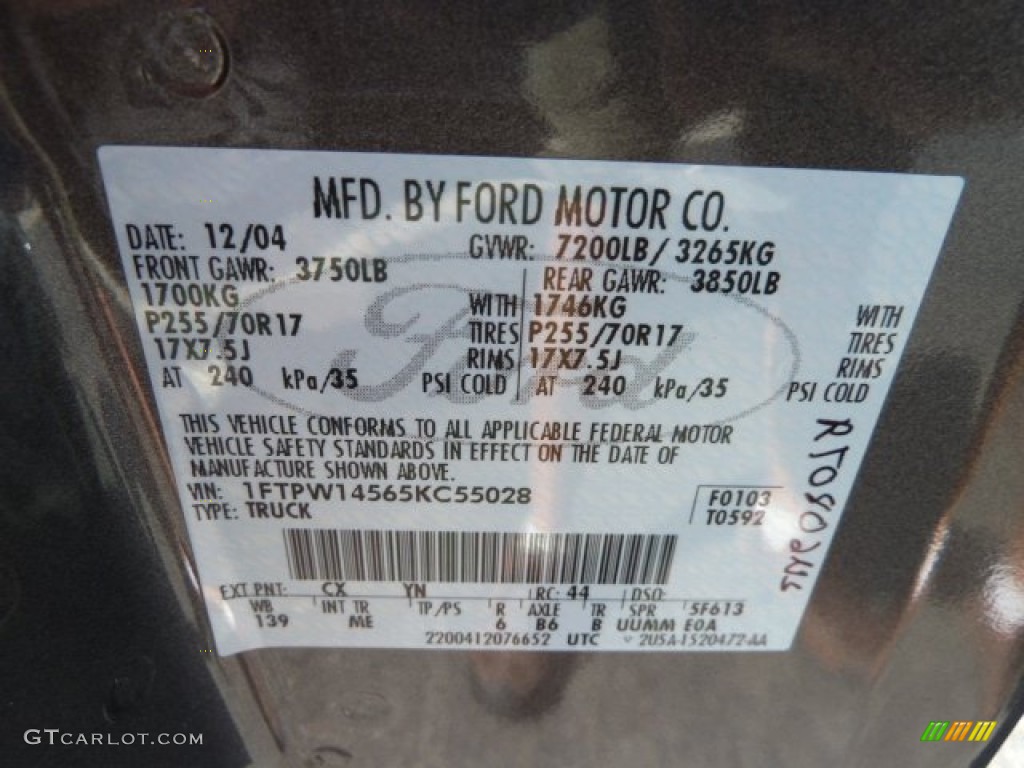 MFD. BY FORD MOTOR CO.
DATE: 12/04 GVWR: 7200LB/ 3265KG
FRONT GAWR: 3750LB REAR GAWR: 3850LB
1700KG WITH 1746KG WITH
P255/70R17 TIRES P255/70R17 TIRES
17X7.5J RIMS 17X7.5J RIMS
AT 240 kPa/35 PSI COLD AT 240 kPa/35 PSI COLD
Ford
THIS VEHICLE CONFORMS TO ALL APPLICABLE FEDERAL MOTOR
VEHICLE SAFETY STANDARDS IN EFFECT ON THE DATE OF
MANUFACTURE SHOWN ABOVE.
VIN: 1FTPW14565KC55028 F0103
TYPE: TRUCK T0592
EXT PNT: CX YN RC: 44 DSO:
WB INT TR TP/PS R AXLE TR SPR 5F613
139 ME 6 B6 B UUMM E0A
2200412076652 UTC 2U5A-1520472-AA
GTCARLOT.COM